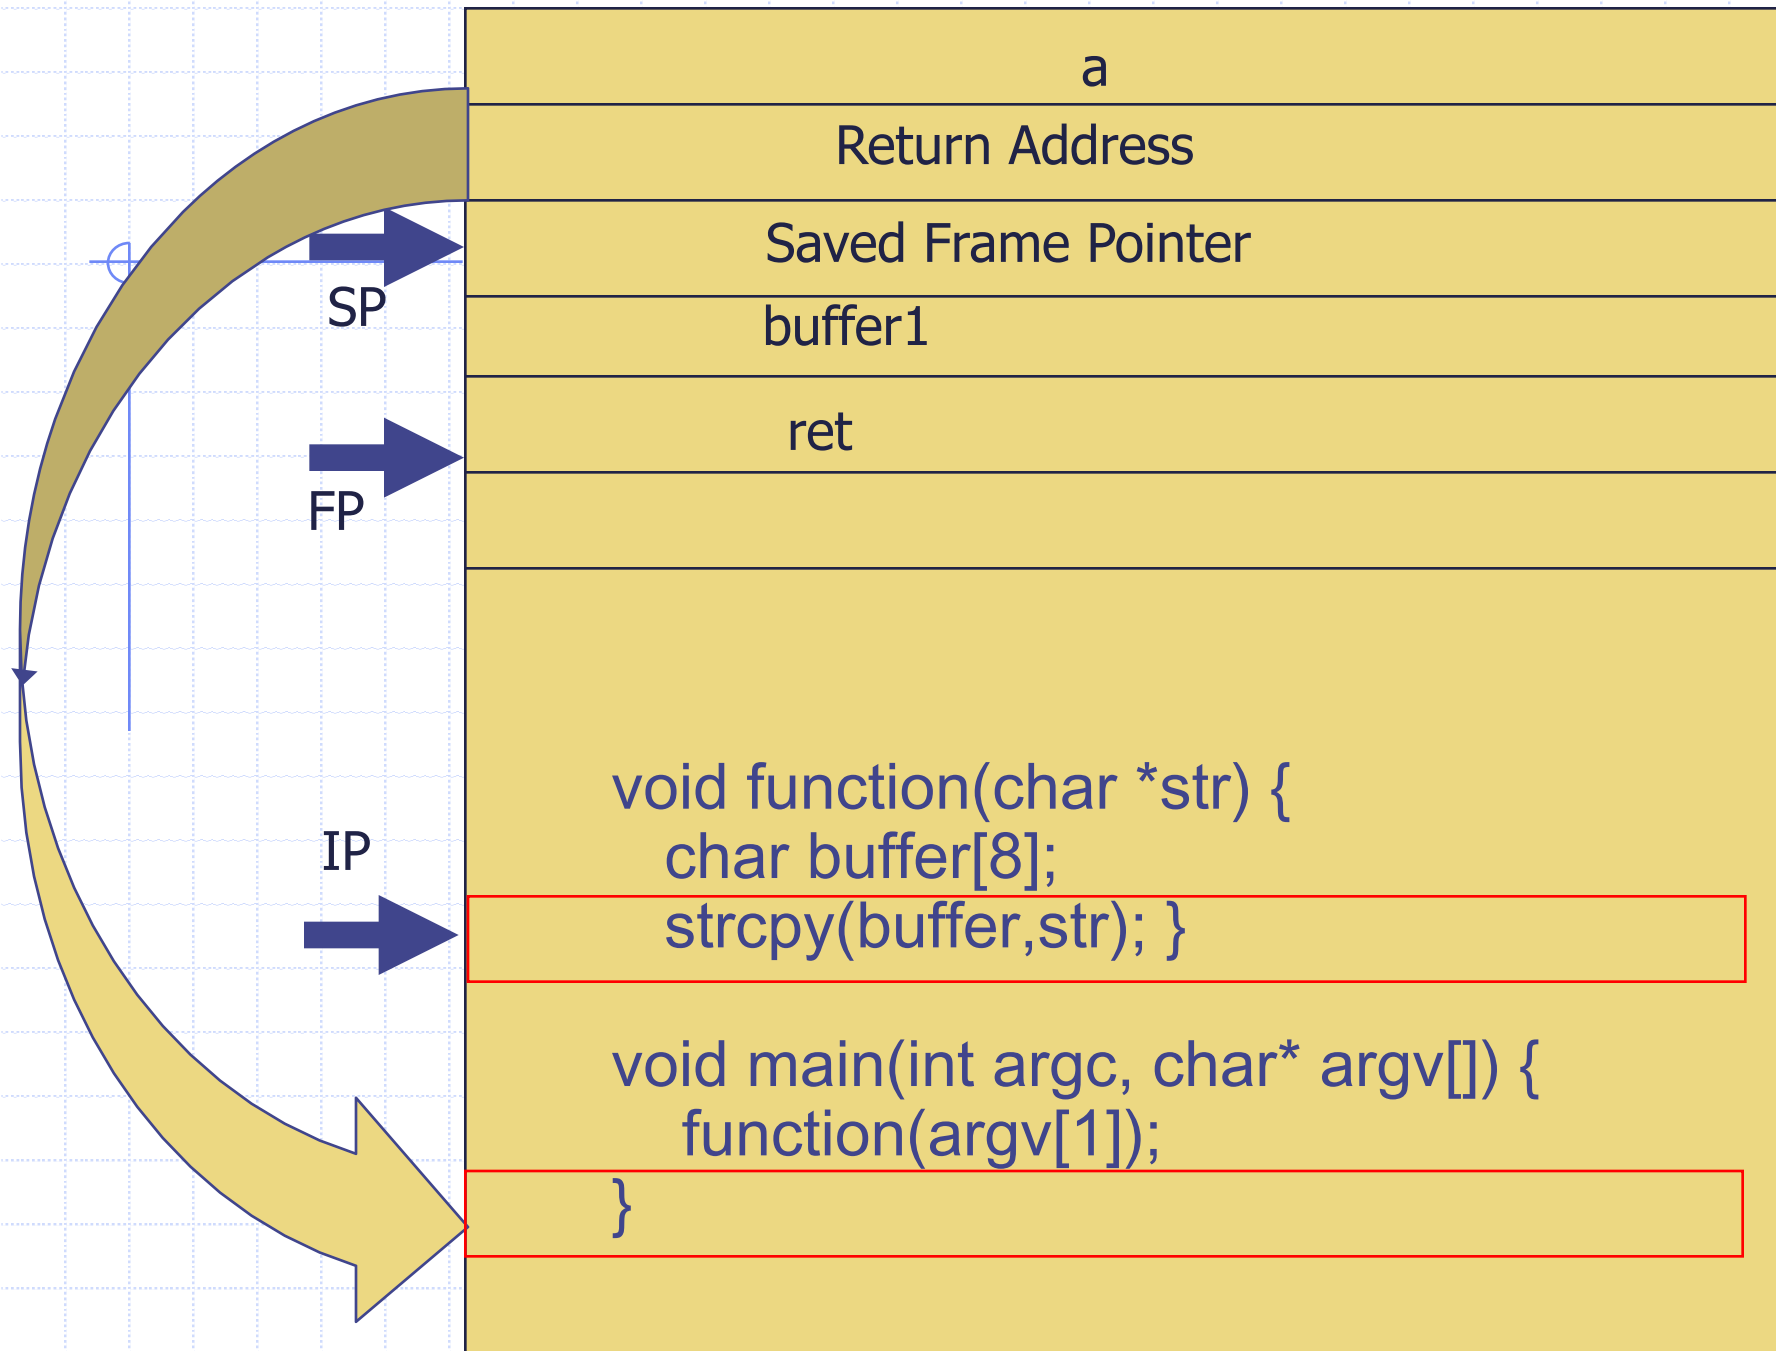 a
Return Address
Saved Frame Pointer
SP
buffer1
ret
FP
void function(char *str) {
char buffer[8];
IP
strcpy(buffer,str); }
void main(int argc, char* argv[]) {
function(argv[1]);
}